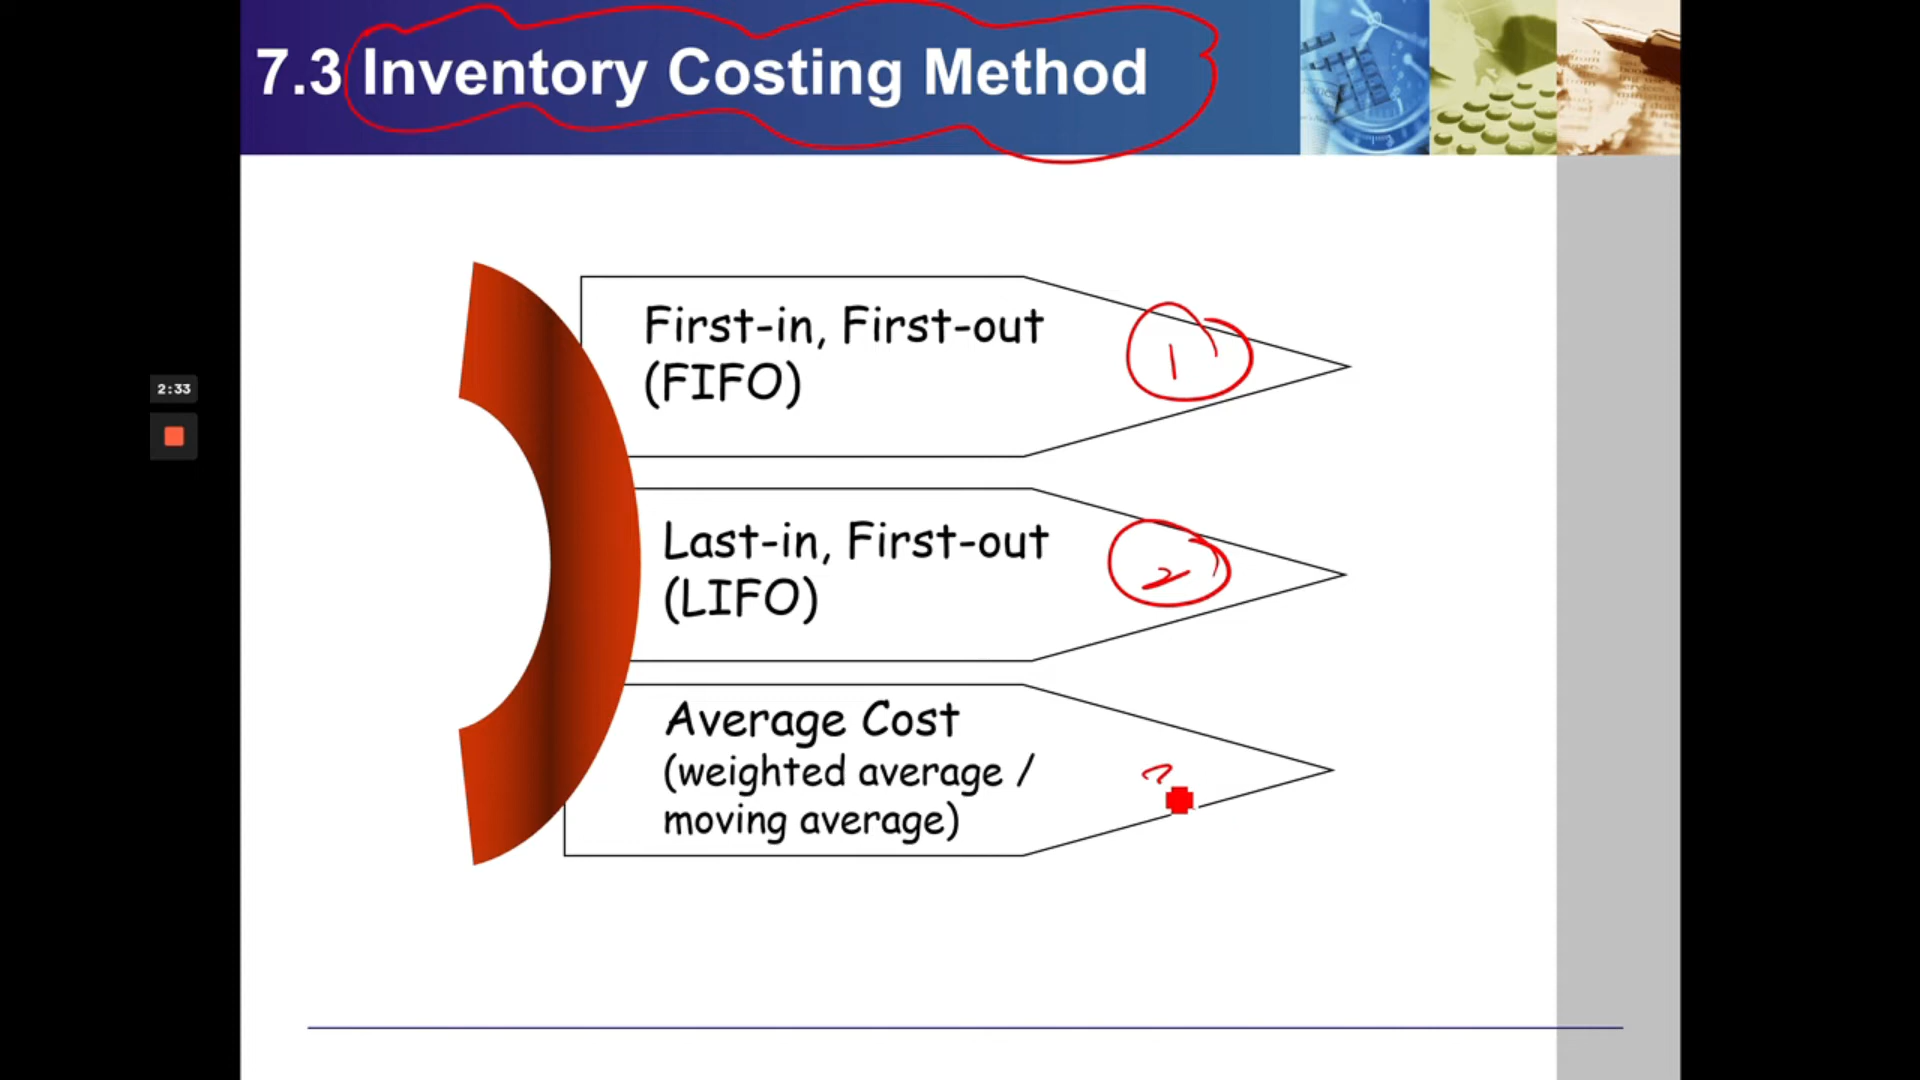 7.3 Inventory Costing Method
First-in, First-out
(FIFO)
1
2:33
Last-in, First-out
(LIFO)
2
Average Cost
(weighted average /
moving average)